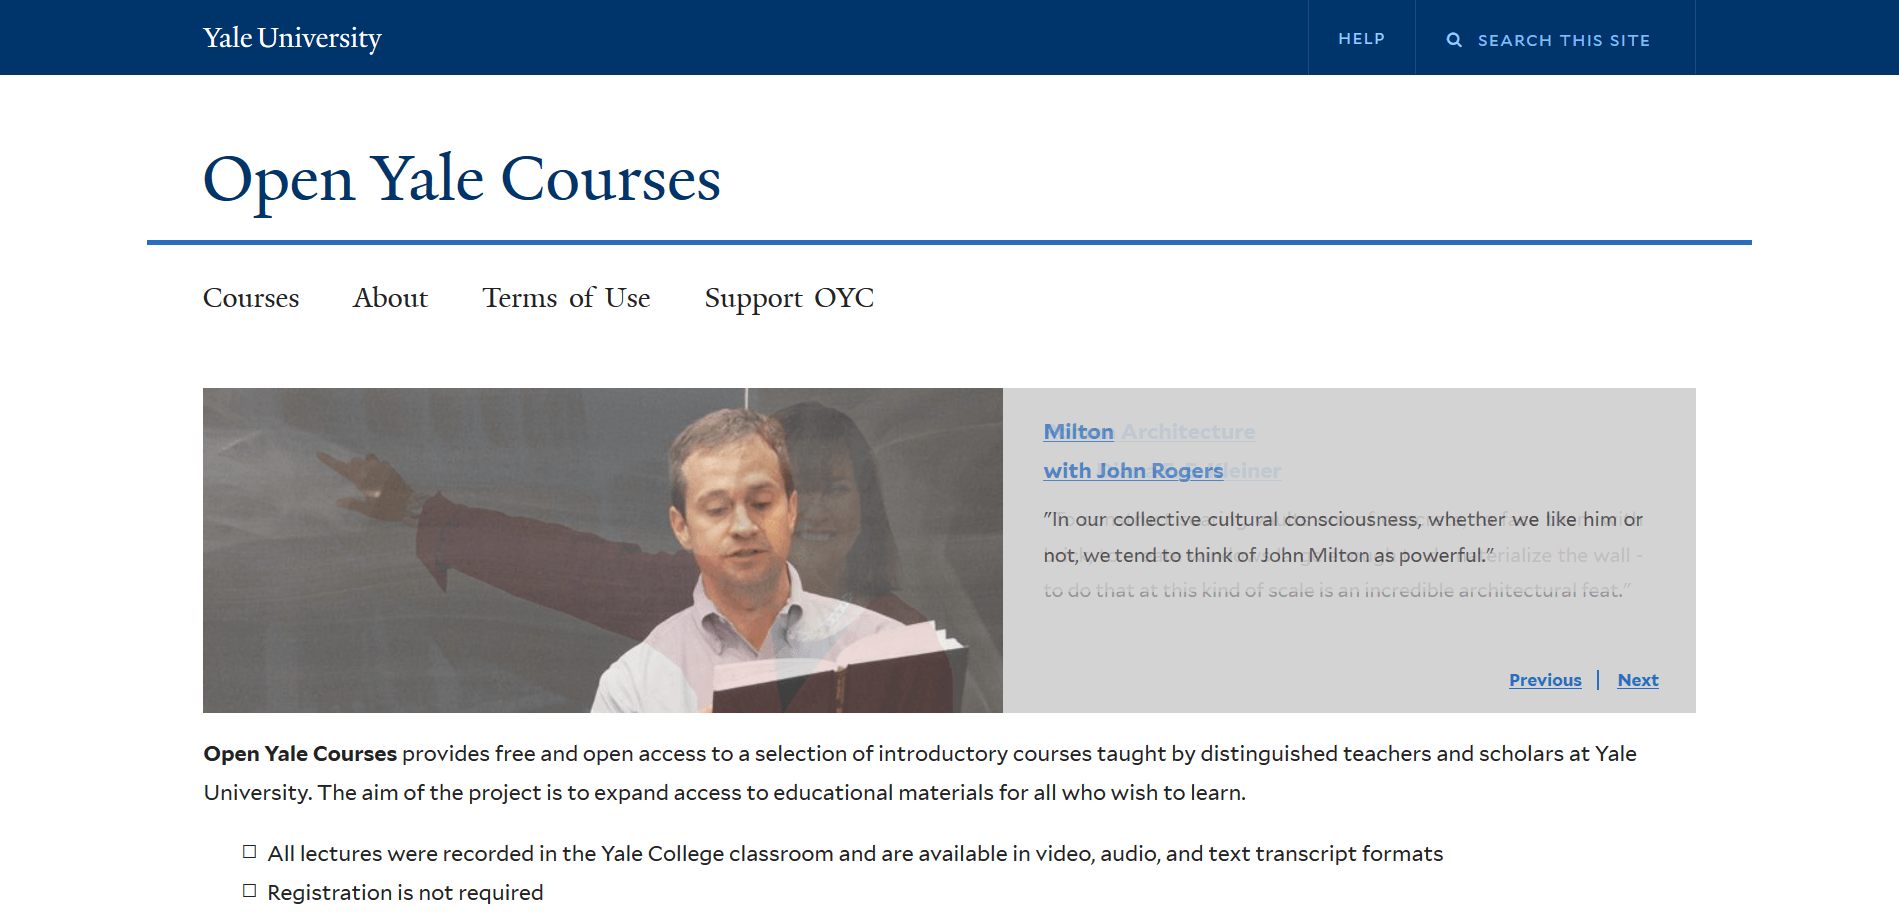 Yale University
HELP
SEARCH THIS SITE
Open Yale Courses
Courses About Terms of Use Support OYC
Milton
Architecture
with John Rogers
"In our collective cultural consciousness, whether we like him or
not, we tend to think of John Milton as powerful."
to do that at this kind of scale is an incredible architectural feat."
Previous | Next
Open Yale Courses provides free and open access to a selection of introductory courses taught by distinguished teachers and scholars at Yale
University. The aim of the project is to expand access to educational materials for all who wish to learn.
All lectures were recorded in the Yale College classroom and are available in video, audio, and text transcript formats
Registration is not required